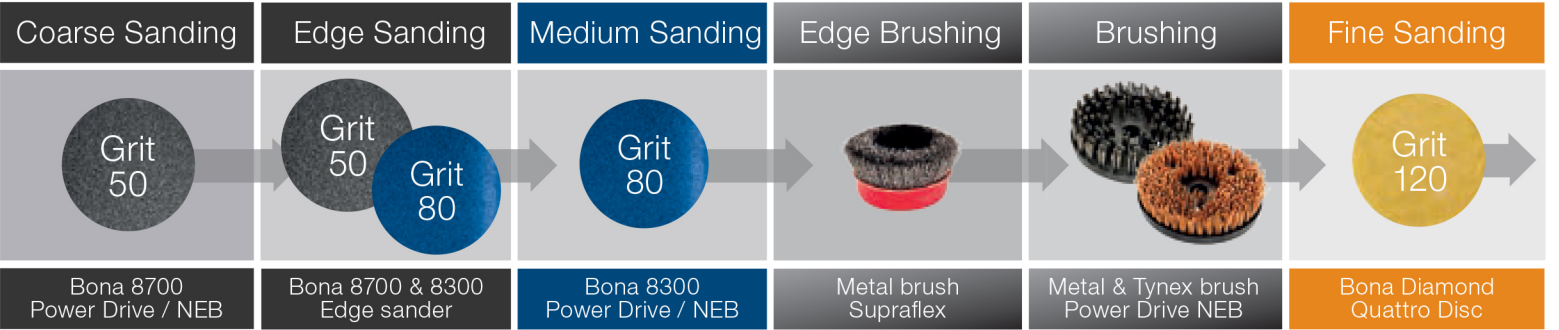 Coarse Sanding
Edge Sanding
Medium Sanding
Edge Brushing
Brushing
Fine Sanding
Grit
50
Grit
50
Grit
80
Grit
80
Grit
120
Bona 8700
Power Drive / NEB
Bona 8700 & 8300
Edge sander
Bona 8300
Power Drive / NEB
Metal brush
Supraflex
Metal & Tynex brush
Power Drive NEB
Bona Diamond
Quattro Disc